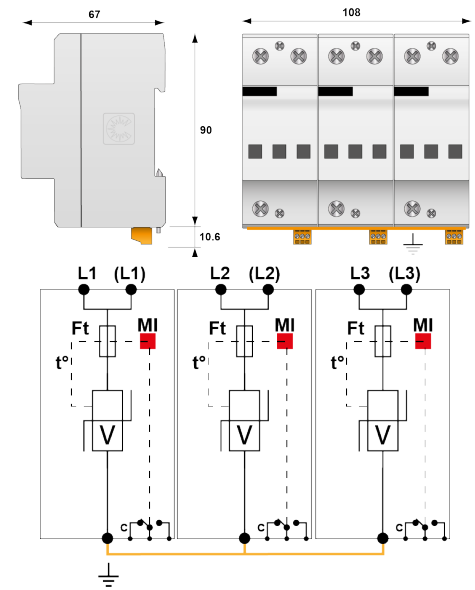 67
108
90
10.6
L1 (L1) L2 (L2) L3 (L3)
Ft MI Ft MI Ft MI
t° t° t°
V V V
C C C